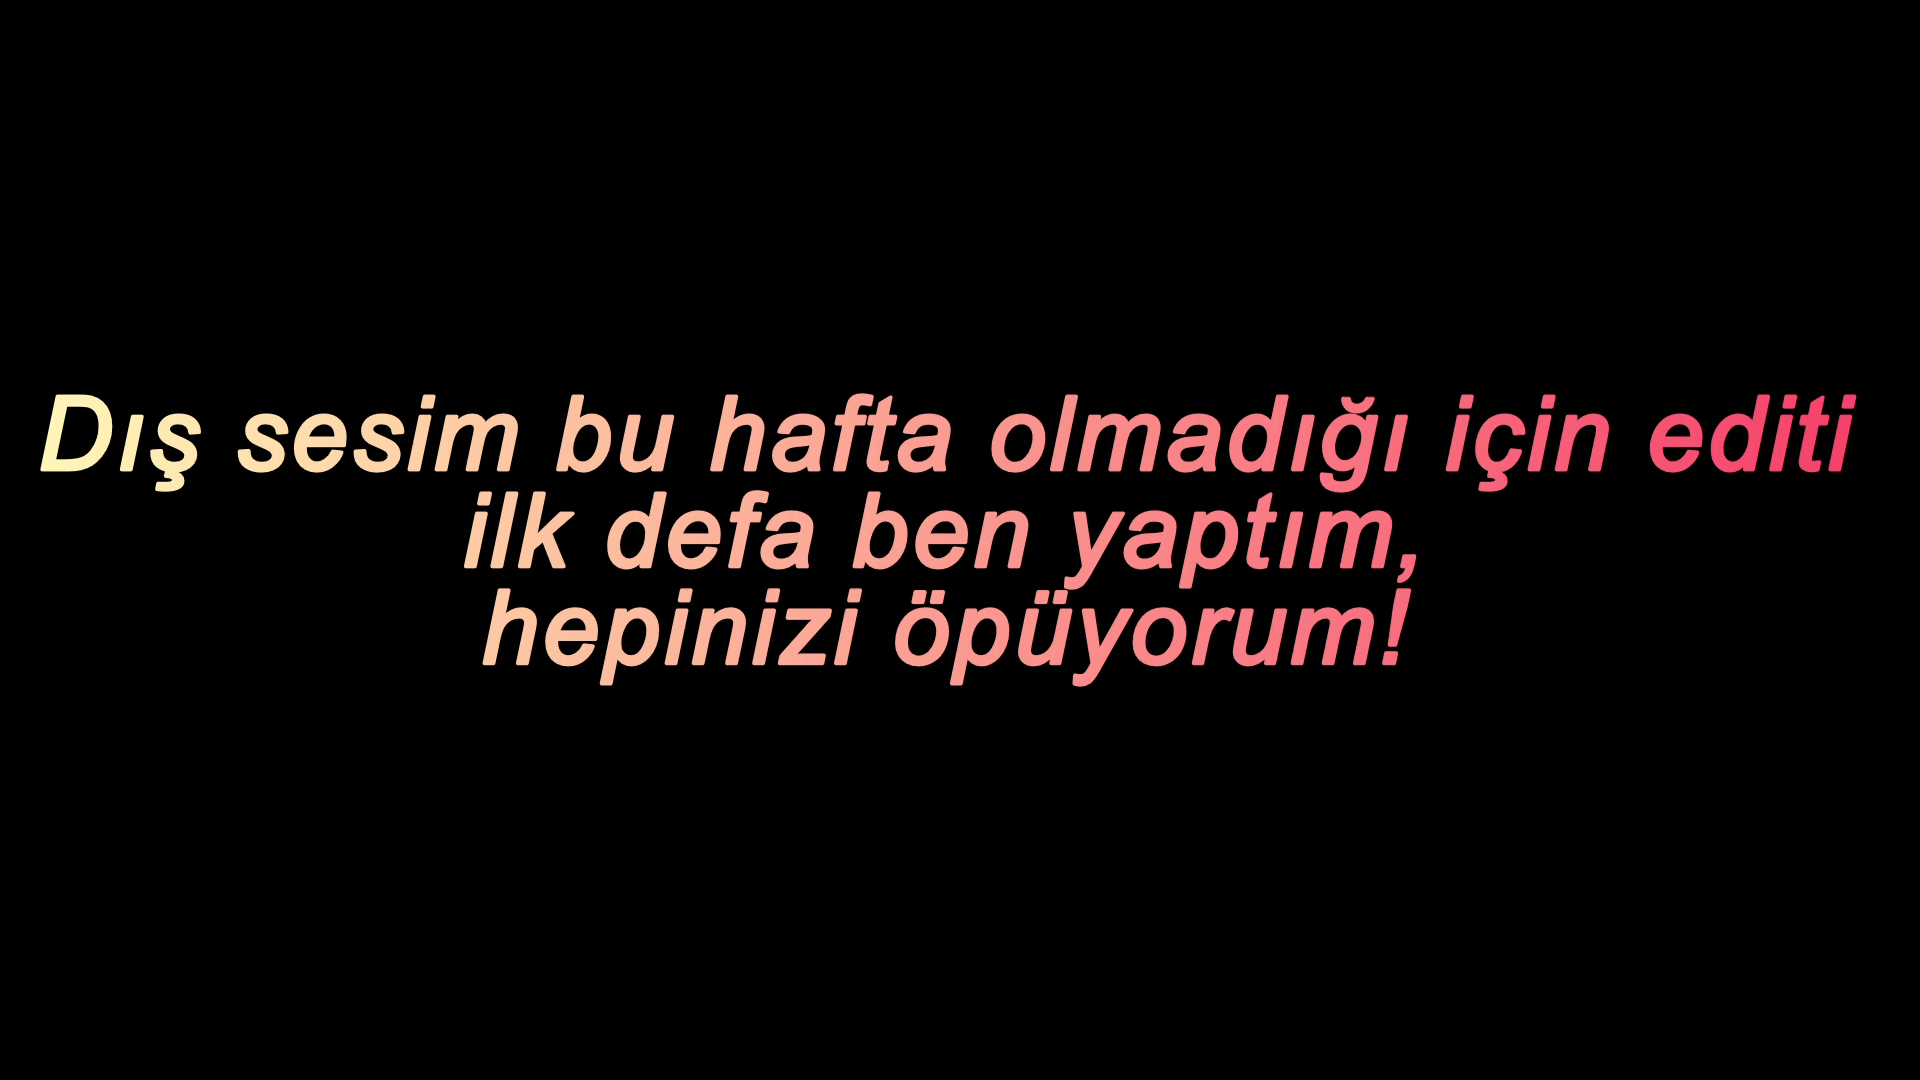 Dış sesim bu hafta olmadığı için editi
ilk defa ben yaptım,
hepinizi öpüyorum!